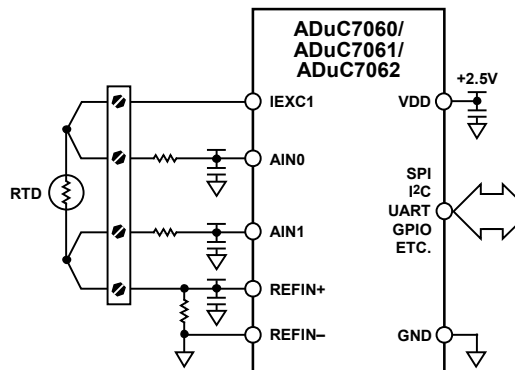 ADuC7060/
ADuC7061/
ADuC7062
+2.5V
IEXC1
VDD
AIN0
RTD
SPI
I²C
UART
GPIO
ETC.
AIN1
REFIN+
REFIN–
GND